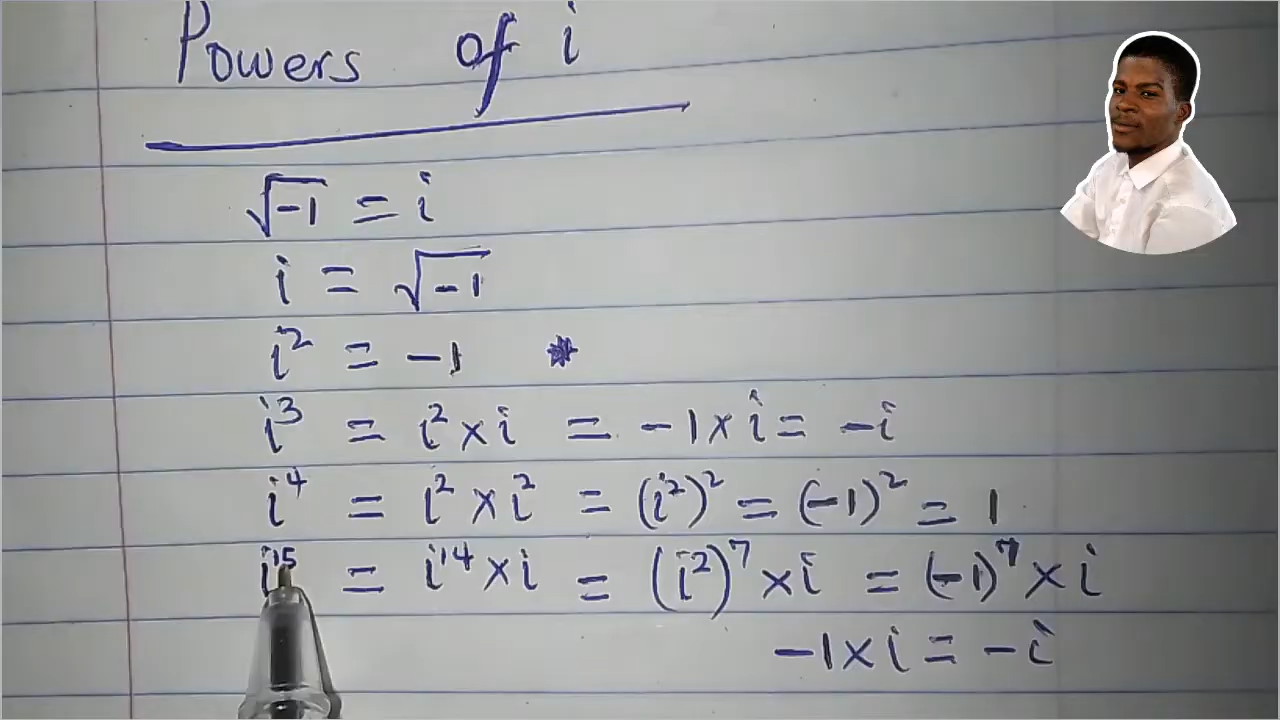 Powers of i
√-1 = i
i = √-1
i² = -1 *
i³ = i² × i = -1 × i = -i
i⁴ = i² × i² = (i²)² = (-1)² = 1
i¹⁵ = i¹⁴ × i = (i²)⁷ × i = (-1)⁷ × i
-1 × i = -i